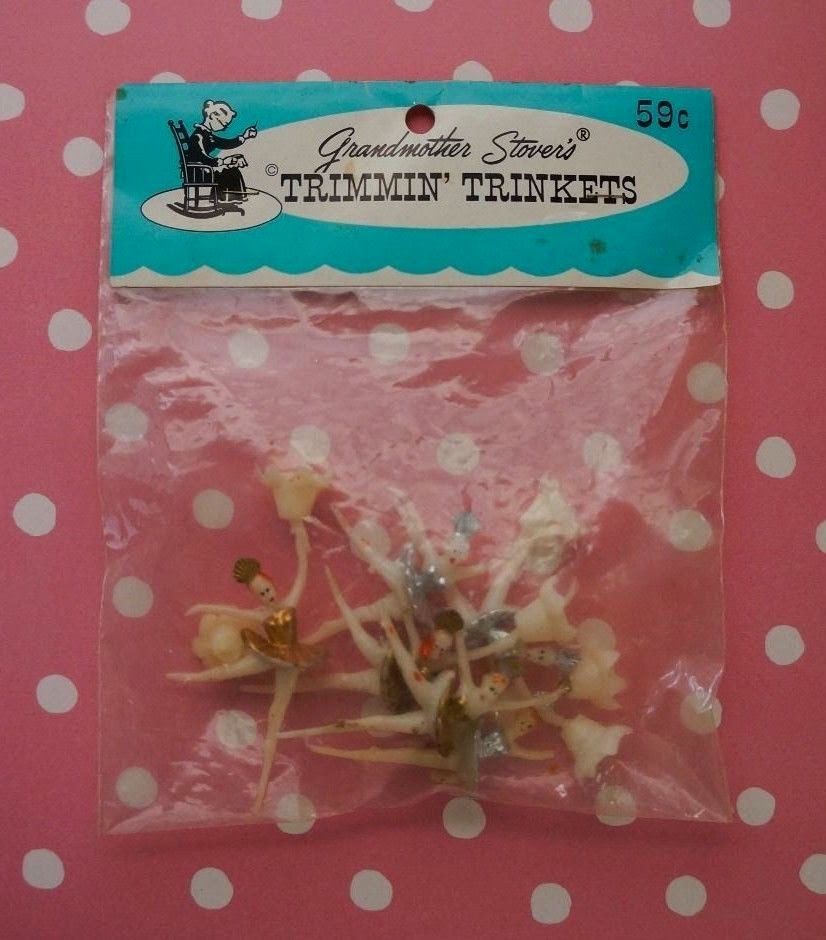 59¢
Grandmother Stover's®
© TRIMMIN' TRINKETS